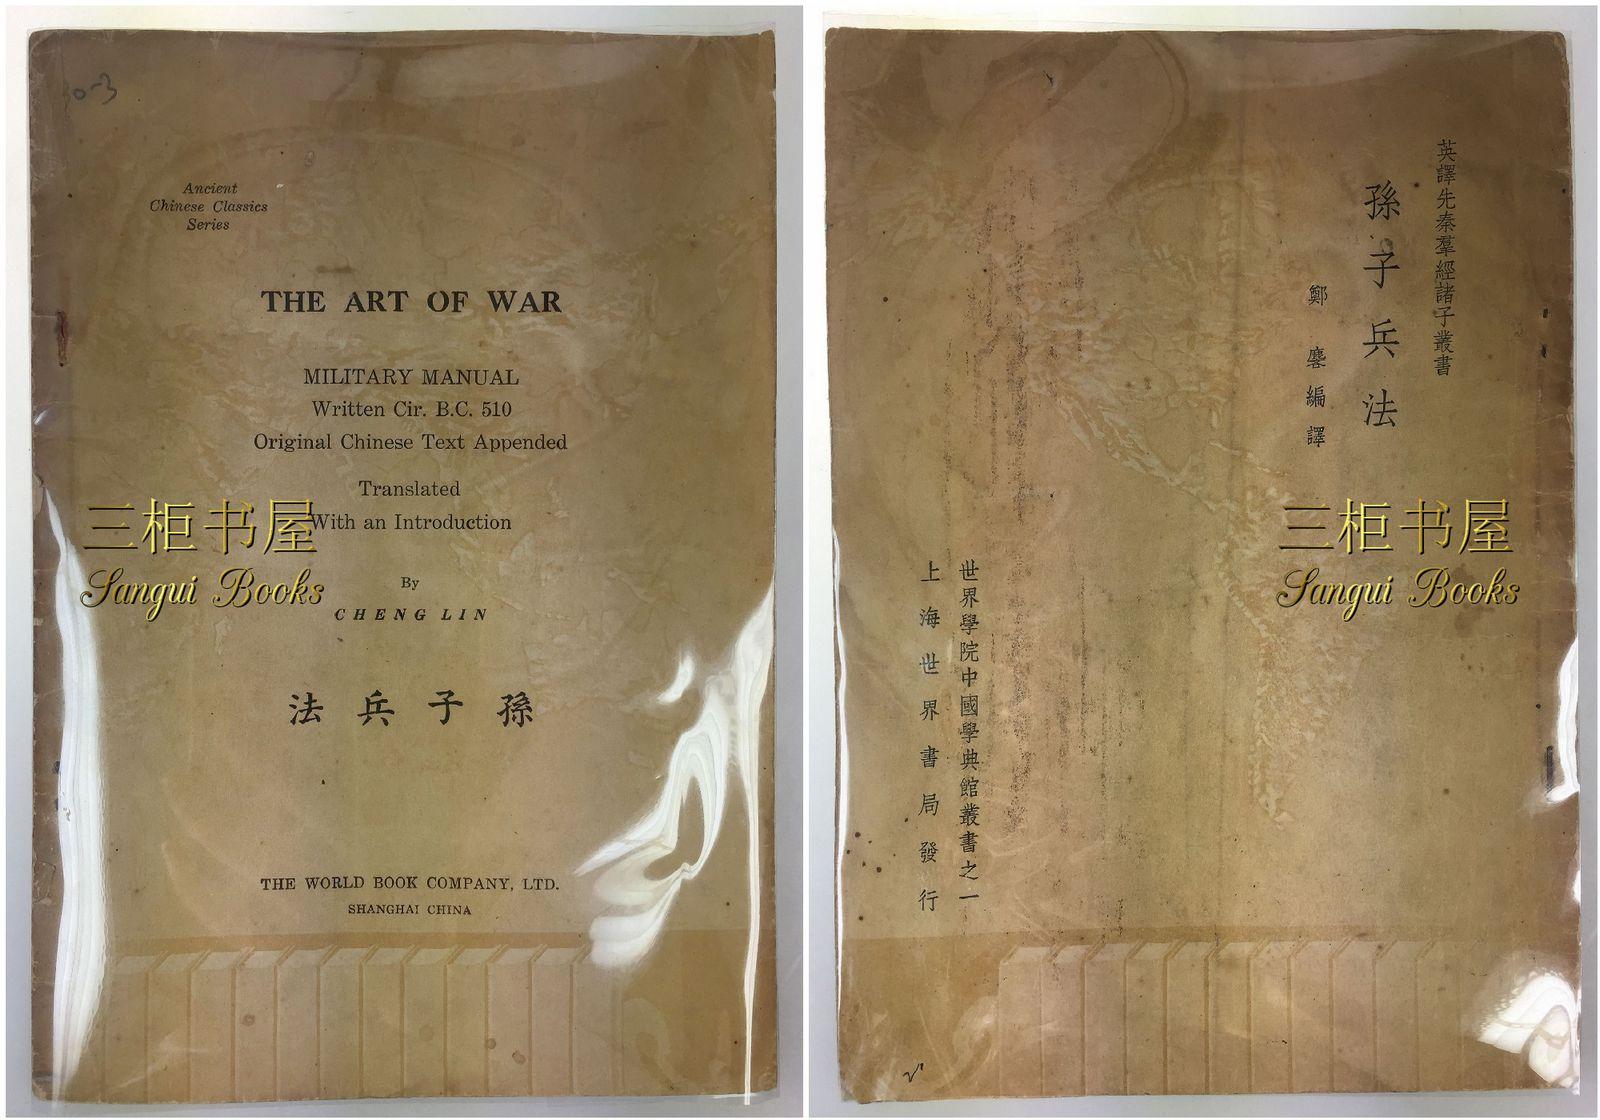 30-3
Ancient
Chinese Classics
Series
THE ART OF WAR
MILITARY MANUAL
Written Cir. B.C. 510
Original Chinese Text Appended
Translated
With an Introduction
By
CHENG LIN
法兵子孫
THE WORLD BOOK COMPANY, LTD.
SHANGHAI CHINA
三柜书屋
Sangui Books
英譯先秦羣經諸子叢書
孫子兵法
鄭麐編譯
世界學院中國學典館叢書之一
上海世界書局發行
三柜书屋
Sangui Books